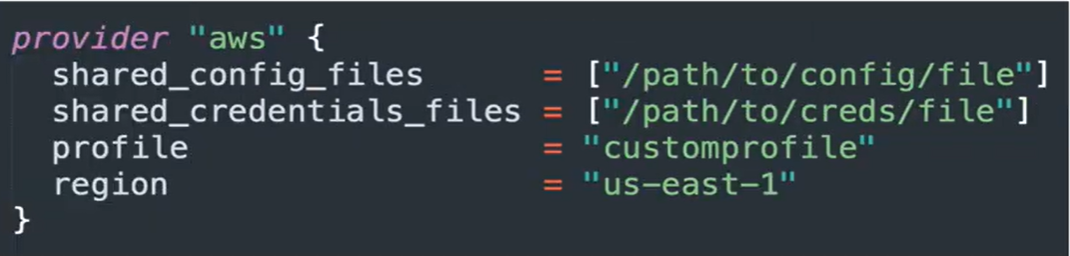 provider "aws" {
  shared_config_files      = ["/path/to/config/file"]
  shared_credentials_files = ["/path/to/creds/file"]
  profile                  = "customprofile"
  region                   = "us-east-1"
}